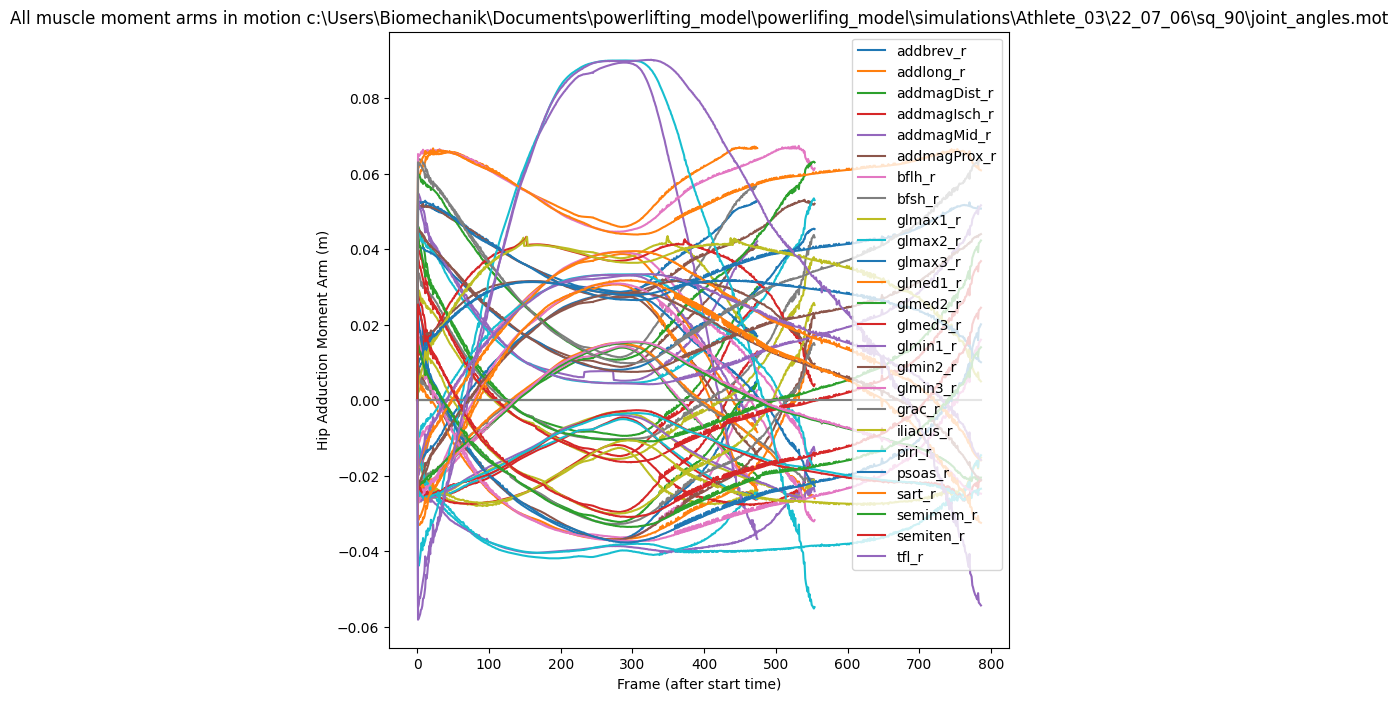 All muscle moment arms in motion c:\Users\Biomechanik\Documents\powerlifting_model\powerlifing_model\simulations\Athlete_03\22_07_06\sq_90\joint_angles.mot
addbrev_r
addlong_r
addmagDist_r
addmagIsch_r
addmagMid_r
addmagProx_r
bflh_r
bfsh_r
glmax1_r
glmax2_r
glmax3_r
glmed1_r
glmed2_r
glmed3_r
glmin1_r
glmin2_r
glmin3_r
grac_r
iliacus_r
piri_r
psoas_r
sart_r
semimem_r
semiten_r
tfl_r
0.08
0.06
0.04
0.02
0.00
−0.02
−0.04
−0.06
Hip Adduction Moment Arm (m)
0 100 200 300 400 500 600 700 800
Frame (after start time)